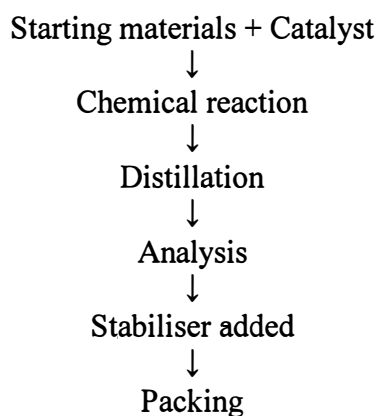 Starting materials + Catalyst
↓
Chemical reaction
↓
Distillation
↓
Analysis
↓
Stabiliser added
↓
Packing